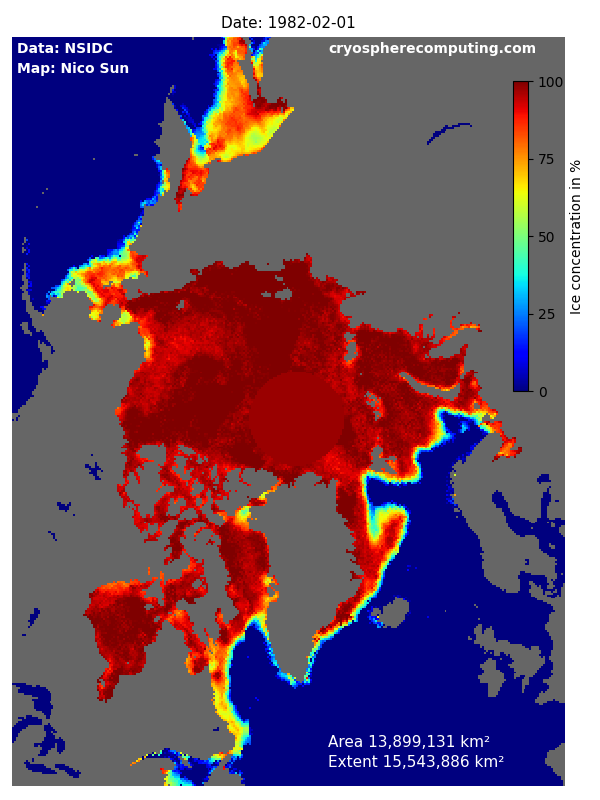 Date: 1982-02-01
Data: NSIDC
cryospherecomputing.com
Map: Nico Sun
100
75
50
25
0
Ice concentration in %
Area 13,899,131 km²
Extent 15,543,886 km²